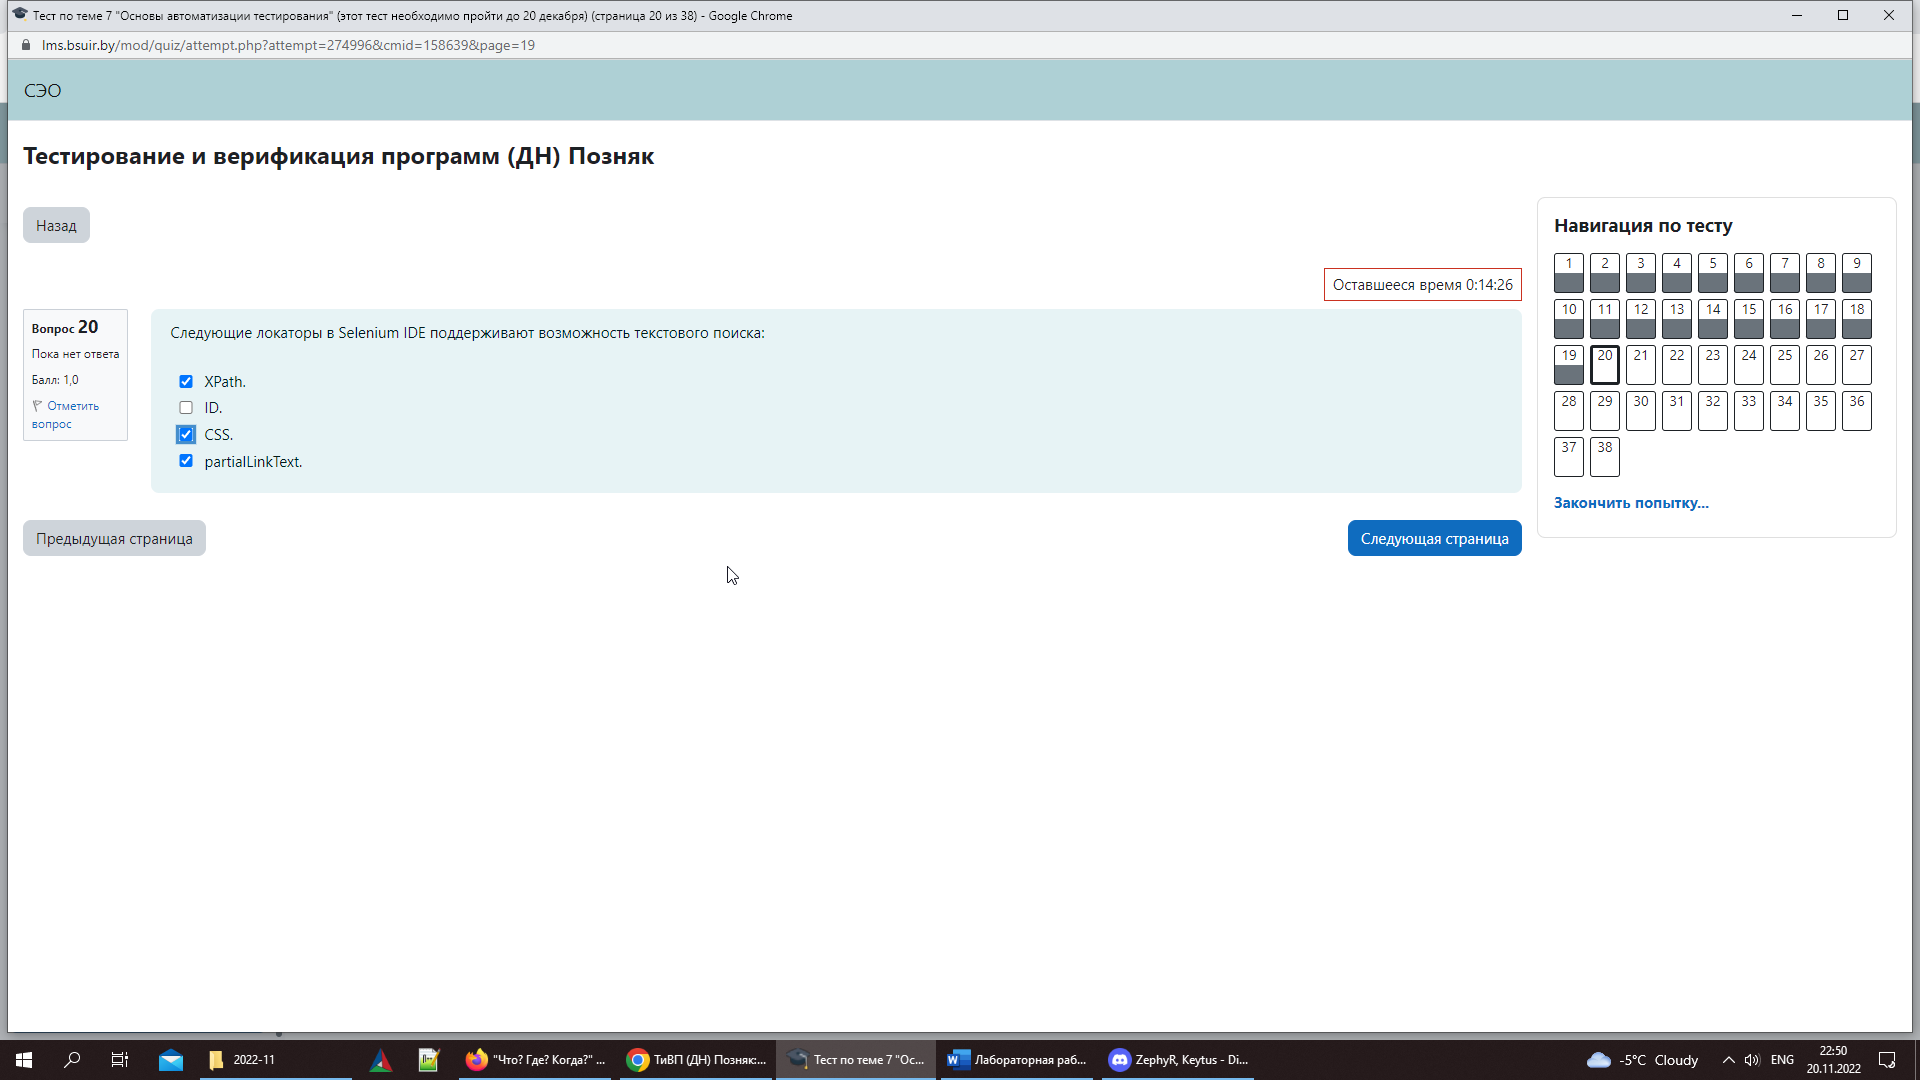 Тест по теме 7 "Основы автоматизации тестирования" (этот тест необходимо пройти до 20 декабря) (страница 20 из 38) - Google Chrome
lms.bsuir.by/mod/quiz/attempt.php?attempt=274996&cmid=158639&page=19
СЭО
Тестирование и верификация программ (ДН) Позняк
Назад
Оставшееся время 0:14:26
Вопрос 20
Пока нет ответа
Балл: 1,0
Отметить
вопрос
Следующие локаторы в Selenium IDE поддерживают возможность текстового поиска:
XPath.
ID.
CSS.
partialLinkText.
Предыдущая страница
Следующая страница
Навигация по тесту
1 2 3 4 5 6 7 8 9
10 11 12 13 14 15 16 17 18
19 20 21 22 23 24 25 26 27
28 29 30 31 32 33 34 35 36
37 38
Закончить попытку...
2022-11
"Что? Где? Когда?" ...
ТиВП (ДН) Позняк:...
Тест по теме 7 "Ос...
Лабораторная раб...
ZephyR, Keytus - Di...
-5°C Cloudy
ENG
22:50
20.11.2022